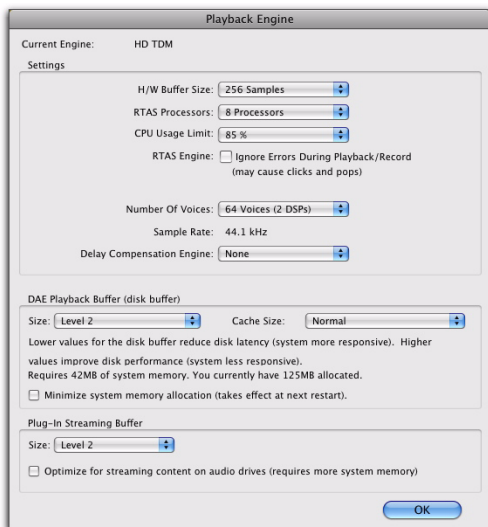 Playback Engine
Current Engine: HD TDM
Settings
H/W Buffer Size: 256 Samples
RTAS Processors: 8 Processors
CPU Usage Limit: 85 %
RTAS Engine: Ignore Errors During Playback/Record
(may cause clicks and pops)
Number Of Voices: 64 Voices (2 DSPs)
Sample Rate: 44.1 kHz
Delay Compensation Engine: None
DAE Playback Buffer (disk buffer)
Size: Level 2 Cache Size: Normal
Lower values for the disk buffer reduce disk latency (system more responsive). Higher
values improve disk performance (system less responsive).
Requires 42MB of system memory. You currently have 125MB allocated.
Minimize system memory allocation (takes effect at next restart).
Plug-In Streaming Buffer
Size: Level 2
Optimize for streaming content on audio drives (requires more system memory)
OK